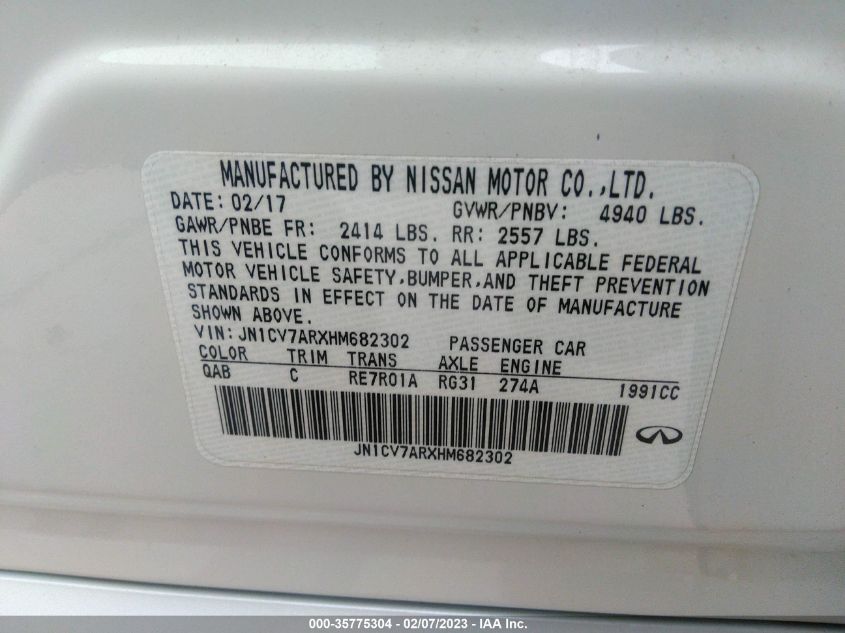 MANUFACTURED BY NISSAN MOTOR CO.,LTD.
DATE: 02/17 GVWR/PNBV: 4940 LBS.
GAWR/PNBE FR: 2414 LBS. RR: 2557 LBS.
THIS VEHICLE CONFORMS TO ALL APPLICABLE FEDERAL
MOTOR VEHICLE SAFETY,BUMPER,AND THEFT PREVENTION
STANDARDS IN EFFECT ON THE DATE OF MANUFACTURE
SHOWN ABOVE.
VIN:JN1CV7ARXHM682302 PASSENGER CAR
COLOR TRIM TRANS AXLE ENGINE
QAB C RE7R01A RG31 274A 1991CC
JN1CV7ARXHM682302
000-35775304 - 02/07/2023 - IAA Inc.